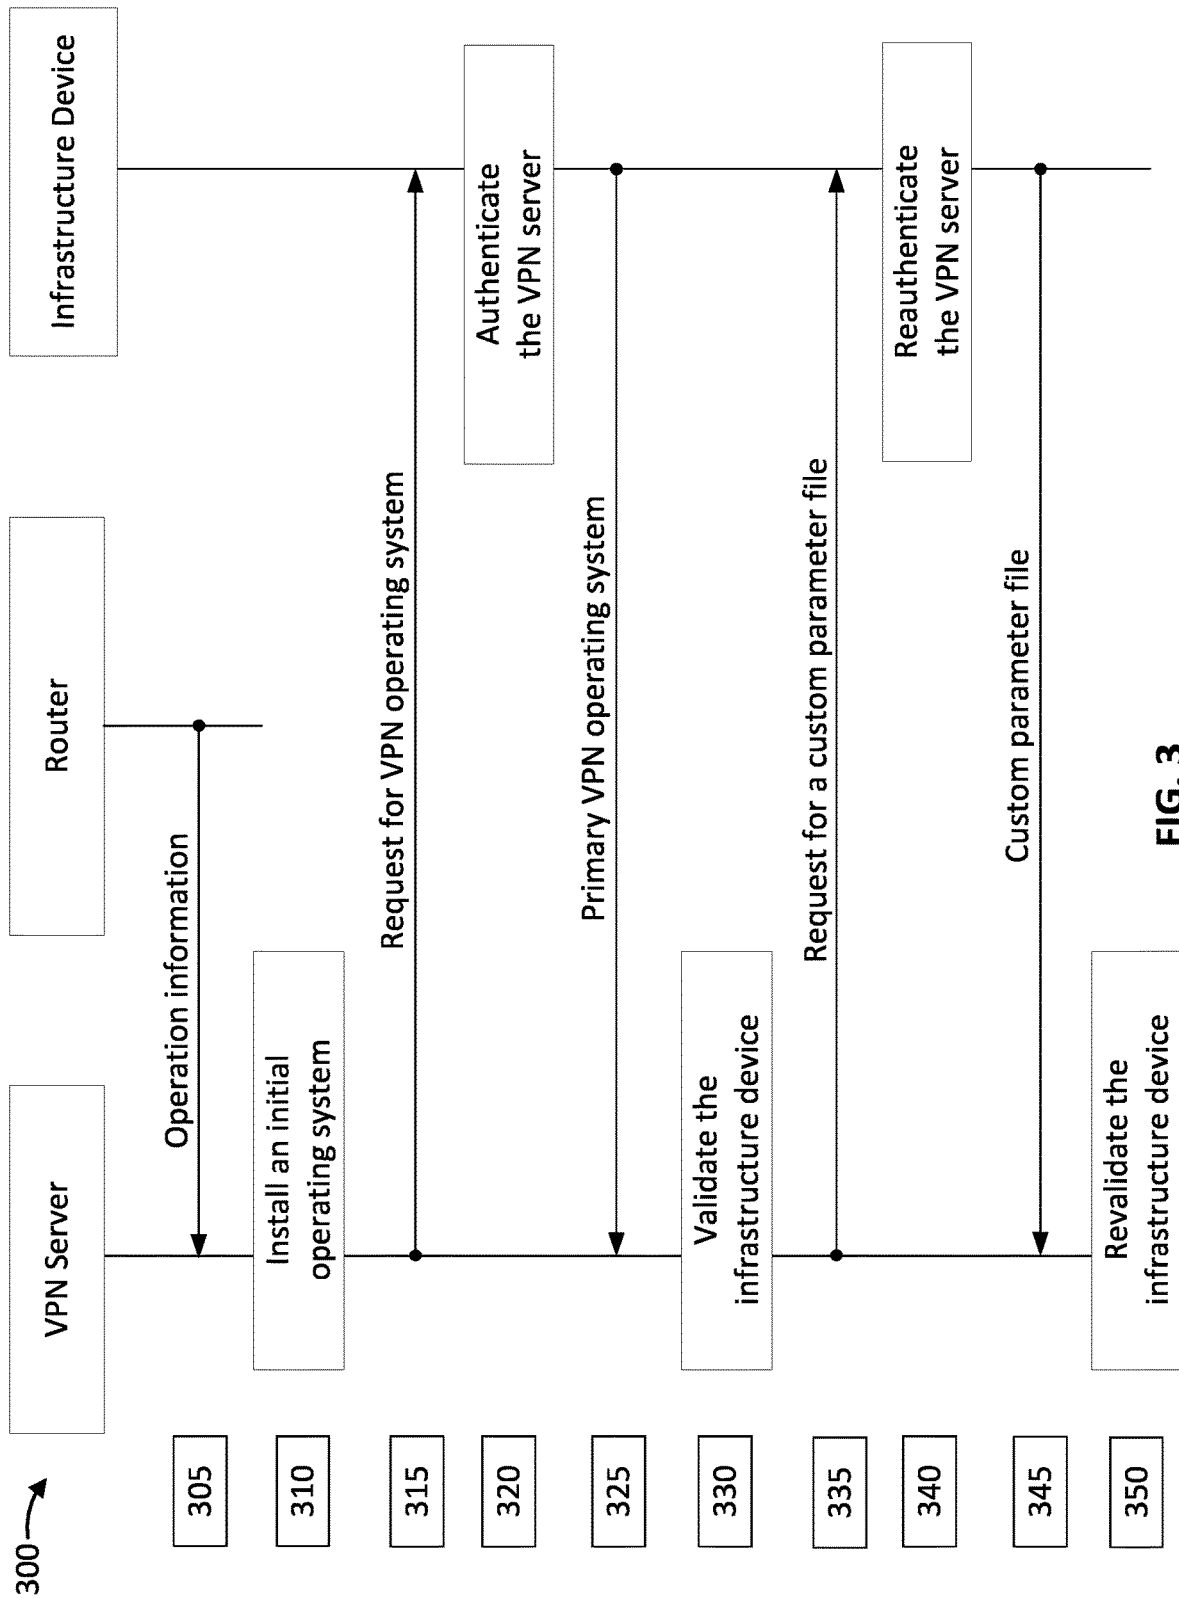 300
VPN Server
Router
Infrastructure Device
305
Operation information
310
Install an initial
operating system
315
Request for VPN operating system
320
Authenticate
the VPN server
325
Primary VPN operating system
330
Validate the
infrastructure device
335
Request for a custom parameter file
340
Reauthenticate
the VPN server
345
Custom parameter file
350
Revalidate the
infrastructure device
FIG. 3